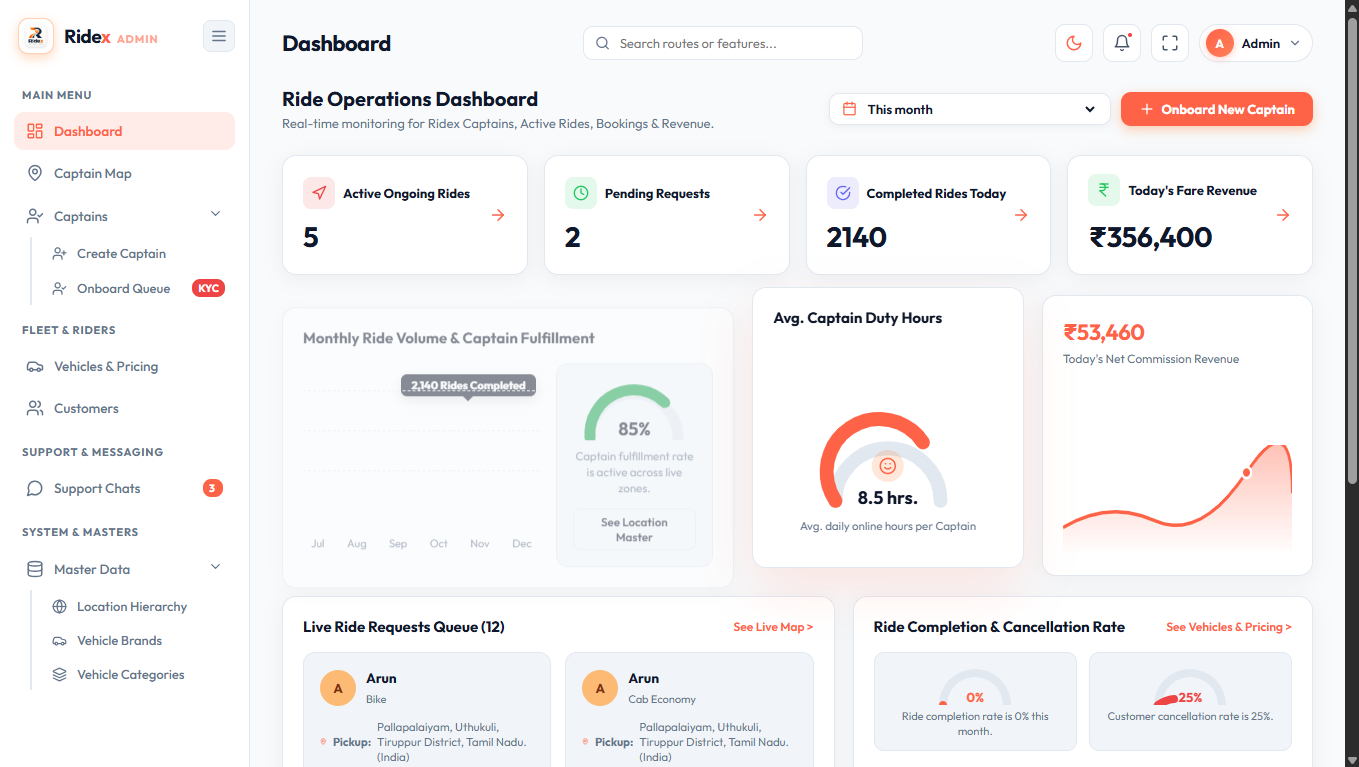 Ridex ADMIN
MAIN MENU
Dashboard
Captain Map
Captains
Create Captain
Onboard Queue KYC
FLEET & RIDERS
Vehicles & Pricing
Customers
SUPPORT & MESSAGING
Support Chats 3
SYSTEM & MASTERS
Master Data
Location Hierarchy
Vehicle Brands
Vehicle Categories
Dashboard
Search routes or features...
A Admin
Ride Operations Dashboard
Real-time monitoring for Ridex Captains, Active Rides, Bookings & Revenue.
This month
Onboard New Captain
Active Ongoing Rides
5
Pending Requests
2
Completed Rides Today
2140
Today's Fare Revenue
₹356,400
Monthly Ride Volume & Captain Fulfillment
2,140 Rides Completed
Jul Aug Sep Oct Nov Dec
85%
Captain fulfillment rate
is active across live
zones.
See Location
Master
Avg. Captain Duty Hours
8.5 hrs.
Avg. daily online hours per Captain
₹53,460
Today's Net Commission Revenue
Live Ride Requests Queue (12)
See Live Map >
A
Arun
Bike
Pickup:
Pallapalaiyam, Uthukuli,
Tiruppur District, Tamil Nadu.
(India)
A
Arun
Cab Economy
Pickup:
Pallapalaiyam, Uthukuli,
Tiruppur District, Tamil Nadu.
(India)
Ride Completion & Cancellation Rate
See Vehicles & Pricing >
0%
Ride completion rate is 0% this
month.
25%
Customer cancellation rate is 25%.